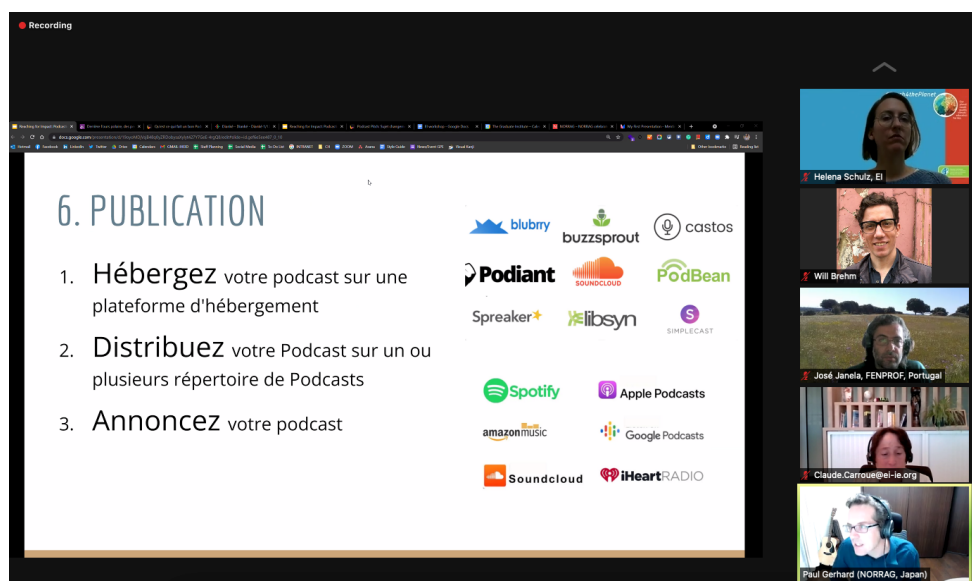 Recording
6. PUBLICATION
1. Hébergez votre podcast sur une
plateforme d'hébergement
2. Distribuez votre Podcast sur un ou
plusieurs répertoire de Podcasts
3. Annoncez votre podcast
blubrry
buzzsprout
castos
Podiant
SOUNDCLOUD
PodBean
Spreaker
libsyn
SIMPLECAST
Spotify
Apple Podcasts
amazon music
Google Podcasts
Soundcloud
iHeartRADIO
Helena Schulz, EI
Will Brehm
José Janela, FENPROF, Portugal
Claude.Carroue@ei-ie.org
Paul Gerhard (NORRAG, Japan)